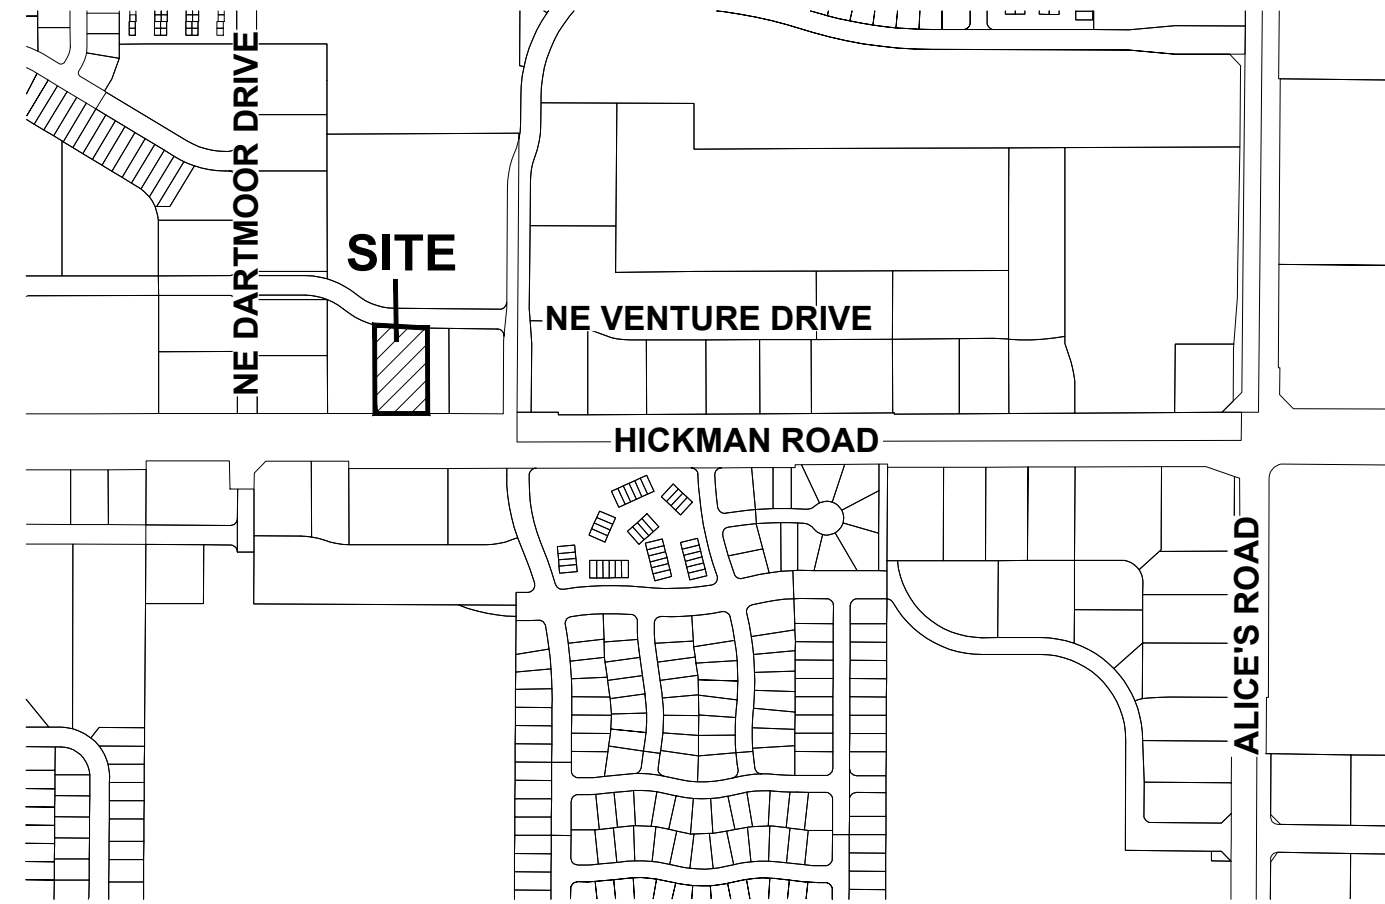 NE DARTMOOR DRIVE
SITE
NE VENTURE DRIVE
HICKMAN ROAD
ALICE'S ROAD